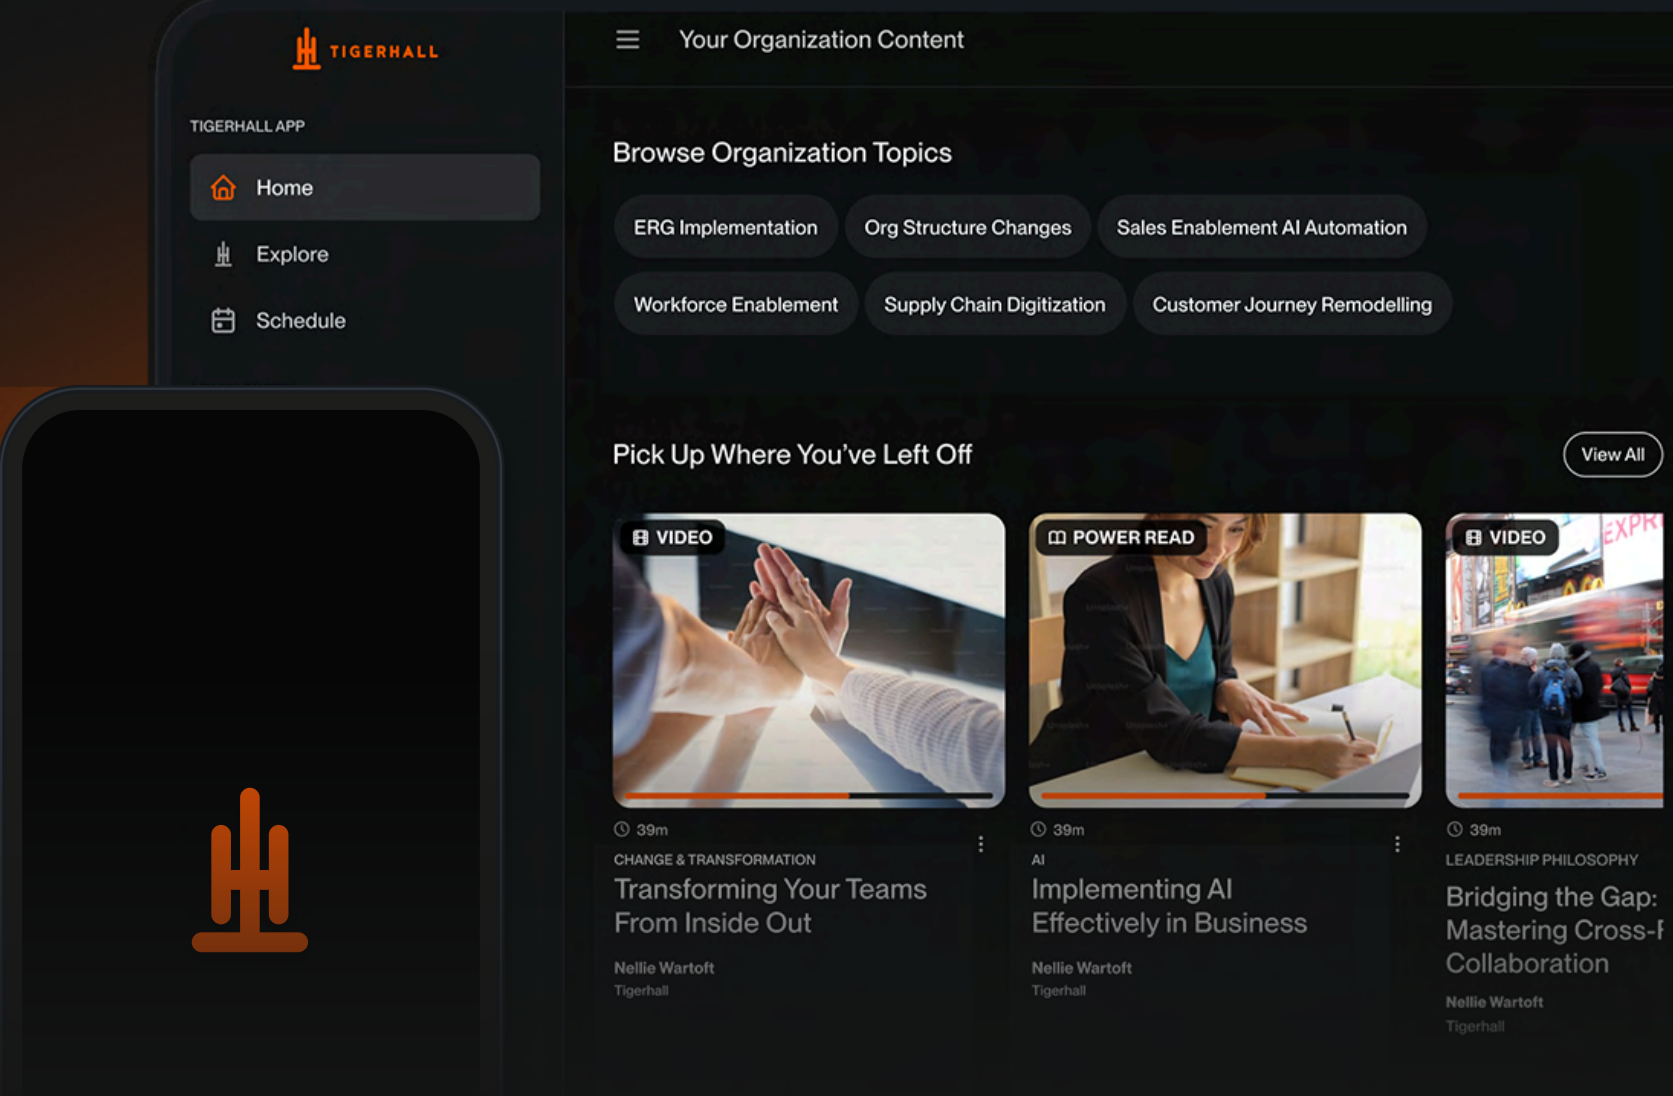 TIGERHALL
Your Organization Content
TIGERHALL APP
Home
Explore
Schedule
Browse Organization Topics
ERG Implementation
Org Structure Changes
Sales Enablement AI Automation
Workforce Enablement
Supply Chain Digitization
Customer Journey Remodelling
Pick Up Where You've Left Off
View All
VIDEO
39m
CHANGE & TRANSFORMATION
Transforming Your Teams
From Inside Out
Nellie Wartoft
Tigerhall
POWER READ
39m
AI
Implementing AI
Effectively in Business
Nellie Wartoft
Tigerhall
VIDEO
EXPR
39m
LEADERSHIP PHILOSOPHY
Bridging the Gap:
Mastering Cross-F
Collaboration
Nellie Wartoft
Tigerhall